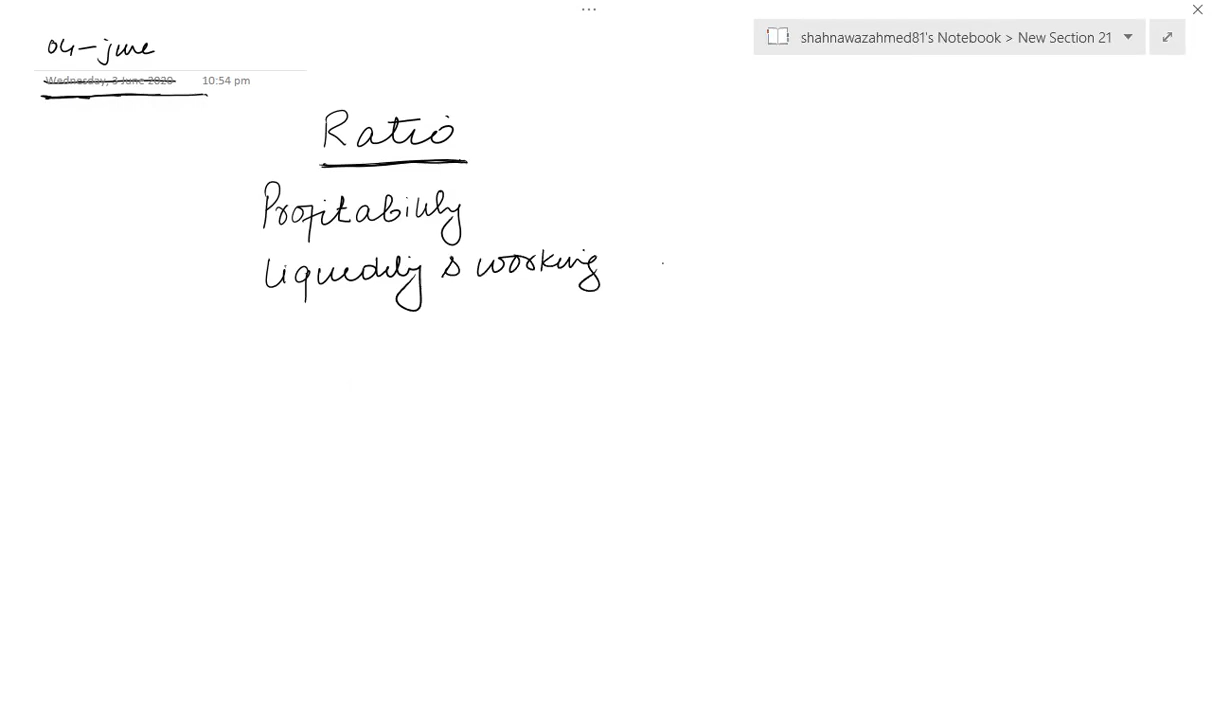 ...
shahnawazahmed81's Notebook > New Section 21
04-june
Wednesday, 3 June 2020 10:54 pm
Ratio
Profitability
Liquidity & working